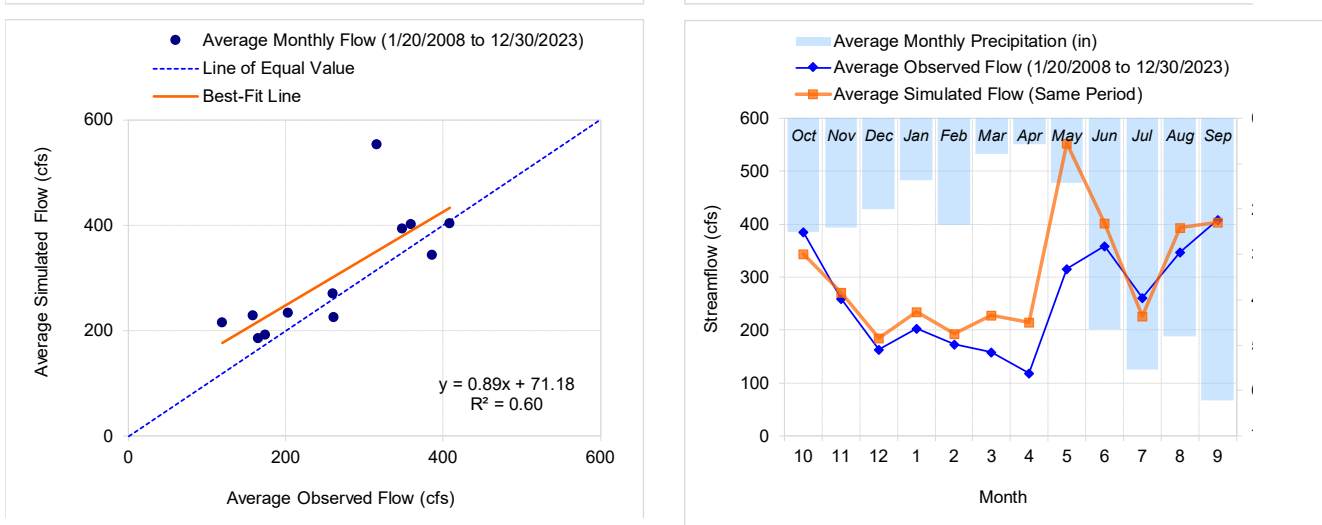 Average Monthly Flow (1/20/2008 to 12/30/2023)
Line of Equal Value
Best-Fit Line
Average Simulated Flow (cfs)
600
400
200
0
y = 0.89x + 71.18
R² = 0.60
0 200 400 600
Average Observed Flow (cfs)
Average Monthly Precipitation (in)
Average Observed Flow (1/20/2008 to 12/30/2023)
Average Simulated Flow (Same Period)
Streamflow (cfs)
600
500
400
300
200
100
0
Oct Nov Dec Jan Feb Mar Apr May Jun Jul Aug Sep
10 11 12 1 2 3 4 5 6 7 8 9
Month